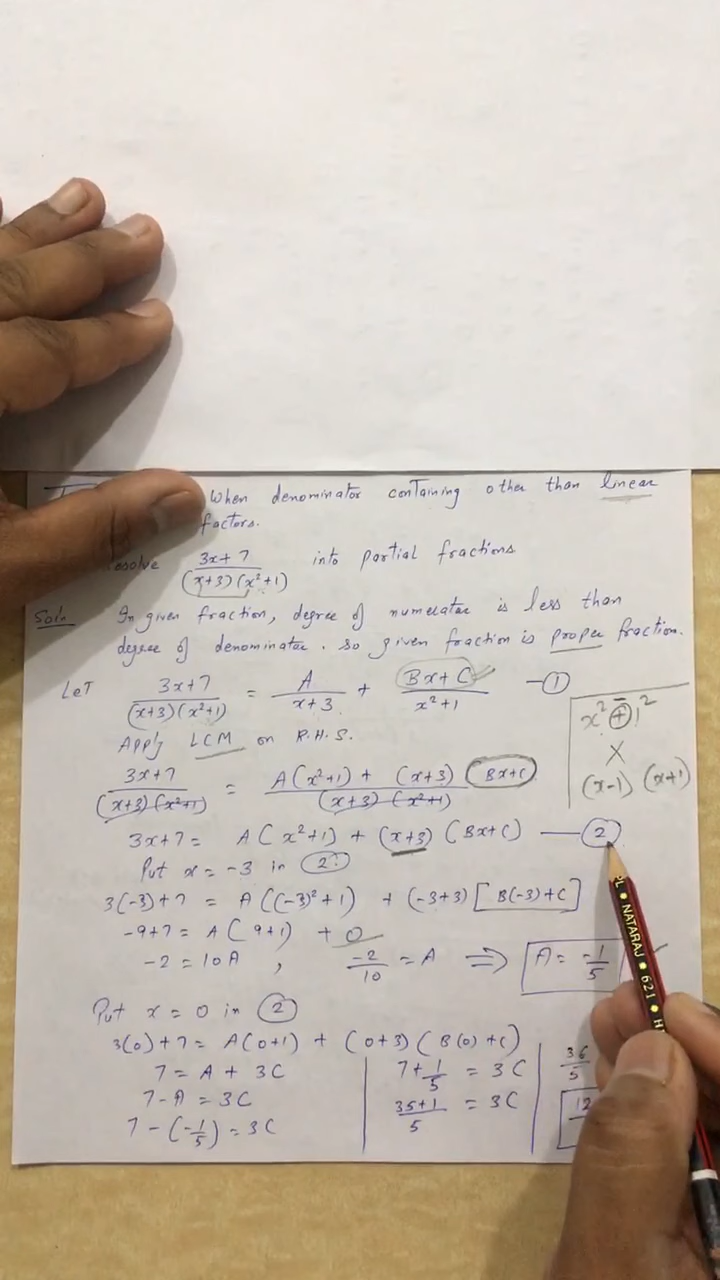 When denominator containing other than linear
factors.
3x+7/(x+3)(x²+1) into partial fractions
Soln In given fraction, degree of numerator is less than
degree of denominator. So given fraction is proper fraction.
Let 3x+7/(x+3)(x²+1) = A/x+3 + Bx+C/x²+1 — ①
Apply LCM on R.H.S.
x² + 1²
×
(x-1) (x+1)
3x+7/(x+3)(x²+1) = A(x²+1) + (x+3) (Bx+C)/(x+3)(x²+1)
3x+7 = A(x²+1) + (x+3) (Bx+C) — ②
Put x = -3 in ②
3(-3)+7 = A((-3)²+1) + (-3+3) [B(-3)+C]
-9+7 = A(9+1) + 0
-2 = 10A , -2/10 = A ⇒ A = -1/5
Put x = 0 in ②
3(0)+7 = A(0+1) + (0+3) (B(0)+C)
7 = A + 3C
7-A = 3C
7-(-1/5) = 3C
7+1/5 = 3C
35+1/5 = 3C
36/5
12
NATARAJ 621